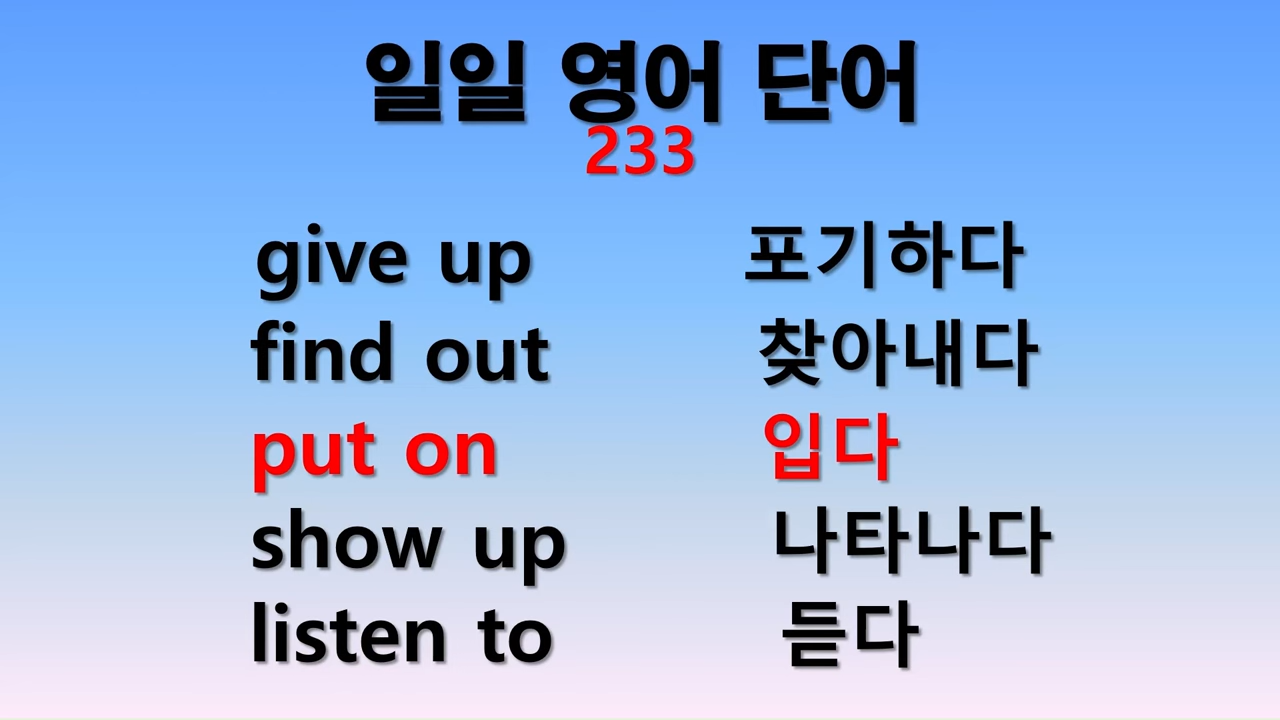 일일 영어 단어
233
give up 포기하다
find out 찾아내다
put on 입다
show up 나타나다
listen to 듣다